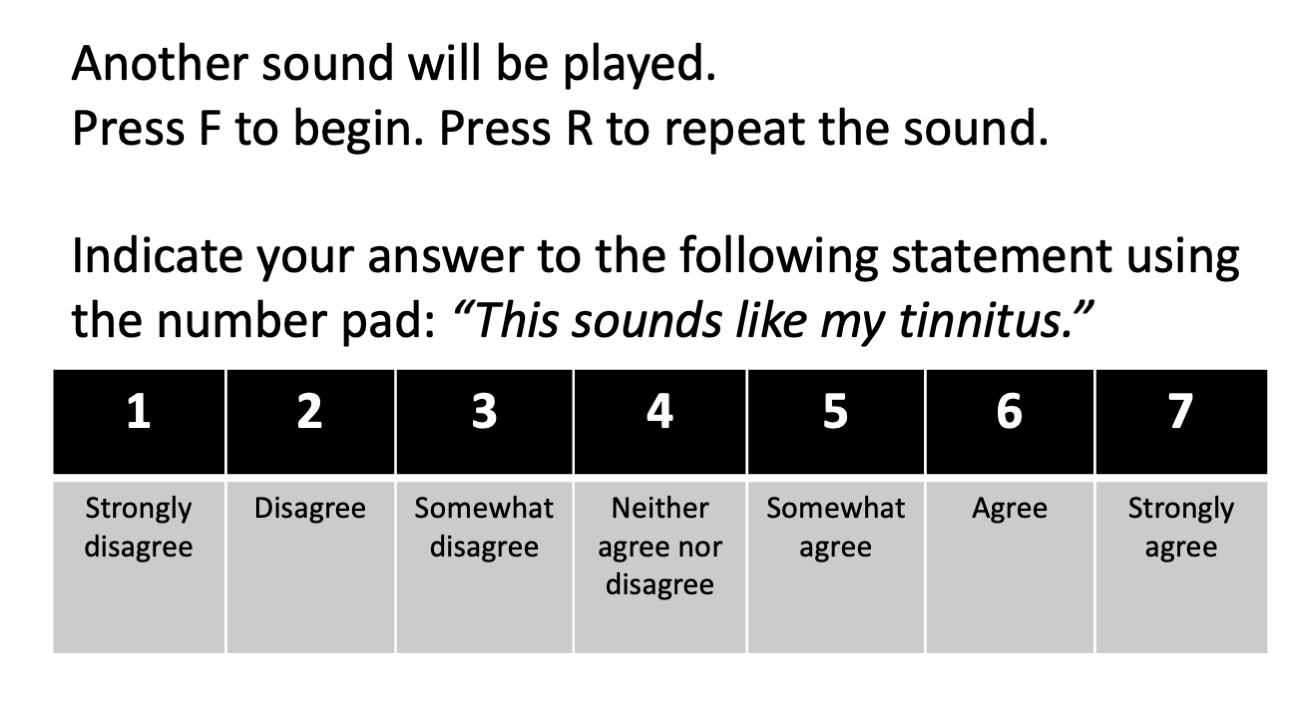 Another sound will be played.
Press F to begin. Press R to repeat the sound.
Indicate your answer to the following statement using
the number pad: “This sounds like my tinnitus.”
1 2 3 4 5 6 7
Strongly disagree Disagree Somewhat disagree Neither agree nor disagree Somewhat agree Agree Strongly agree